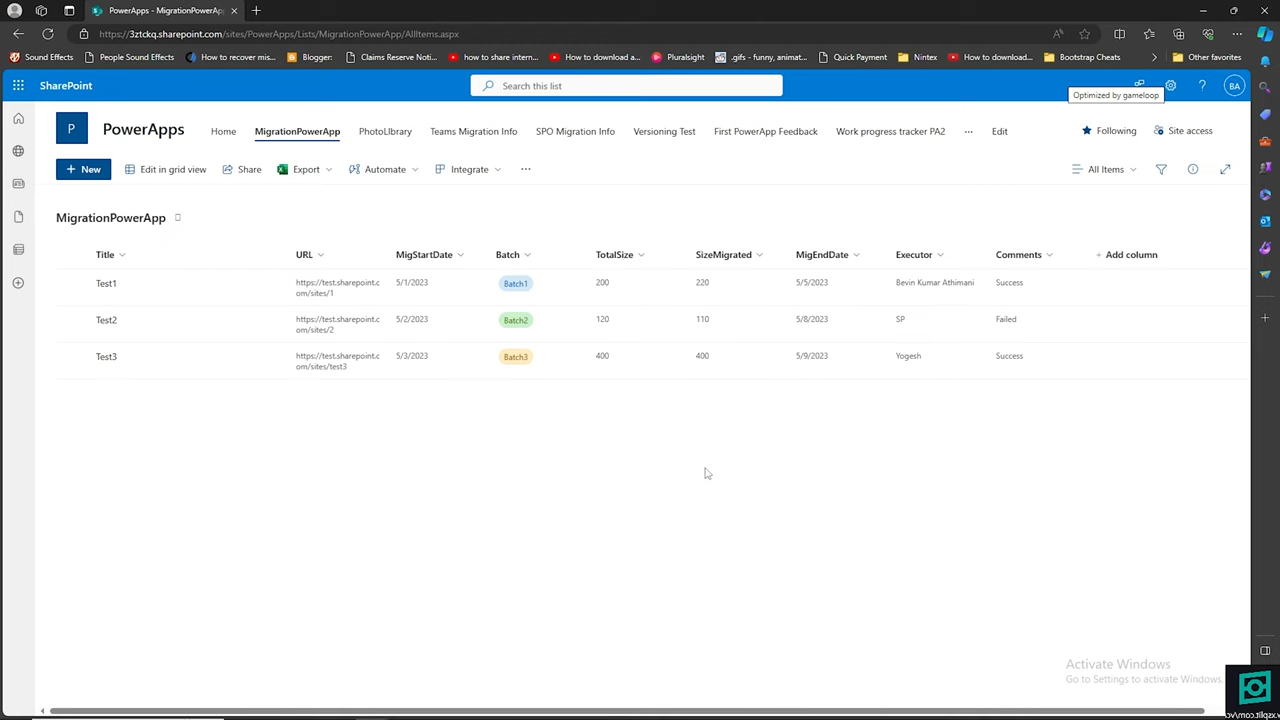 PowerApps - MigrationPowerApp
https://3ztckq.sharepoint.com/sites/PowerApps/Lists/MigrationPowerApp/AllItems.aspx
Sound Effects
People Sound Effects
How to recover mis...
Blogger:
Claims Reserve Notif...
how to share intern...
How to download a...
Pluralsight
.gifs - funny, animat...
Quick Payment
Nintex
How to download...
Bootstrap Cheats
Other favorites
SharePoint
Search this list
BA
Optimized by gameloop
P
PowerApps
Home
MigrationPowerApp
PhotoLIbrary
Teams Migration Info
SPO Migration Info
Versioning Test
First PowerApp Feedback
Work progress tracker PA2
...
Edit
Following
Site access
+ New
Edit in grid view
Share
Export
Automate
Integrate
...
All Items
MigrationPowerApp
Title URL MigStartDate Batch TotalSize SizeMigrated MigEndDate Executor Comments + Add column
Test1 https://test.sharepoint.c 5/1/2023 Batch1 200 220 5/5/2023 Bevin Kumar Athimani Success
om/sites/1
Test2 https://test.sharepoint.c 5/2/2023 Batch2 120 110 5/8/2023 SP Failed
om/sites/2
Test3 https://test.sharepoint.c 5/3/2023 Batch3 400 400 5/9/2023 Yogesh Success
om/sites/test3
Activate Windows
Go to Settings to activate Windows.